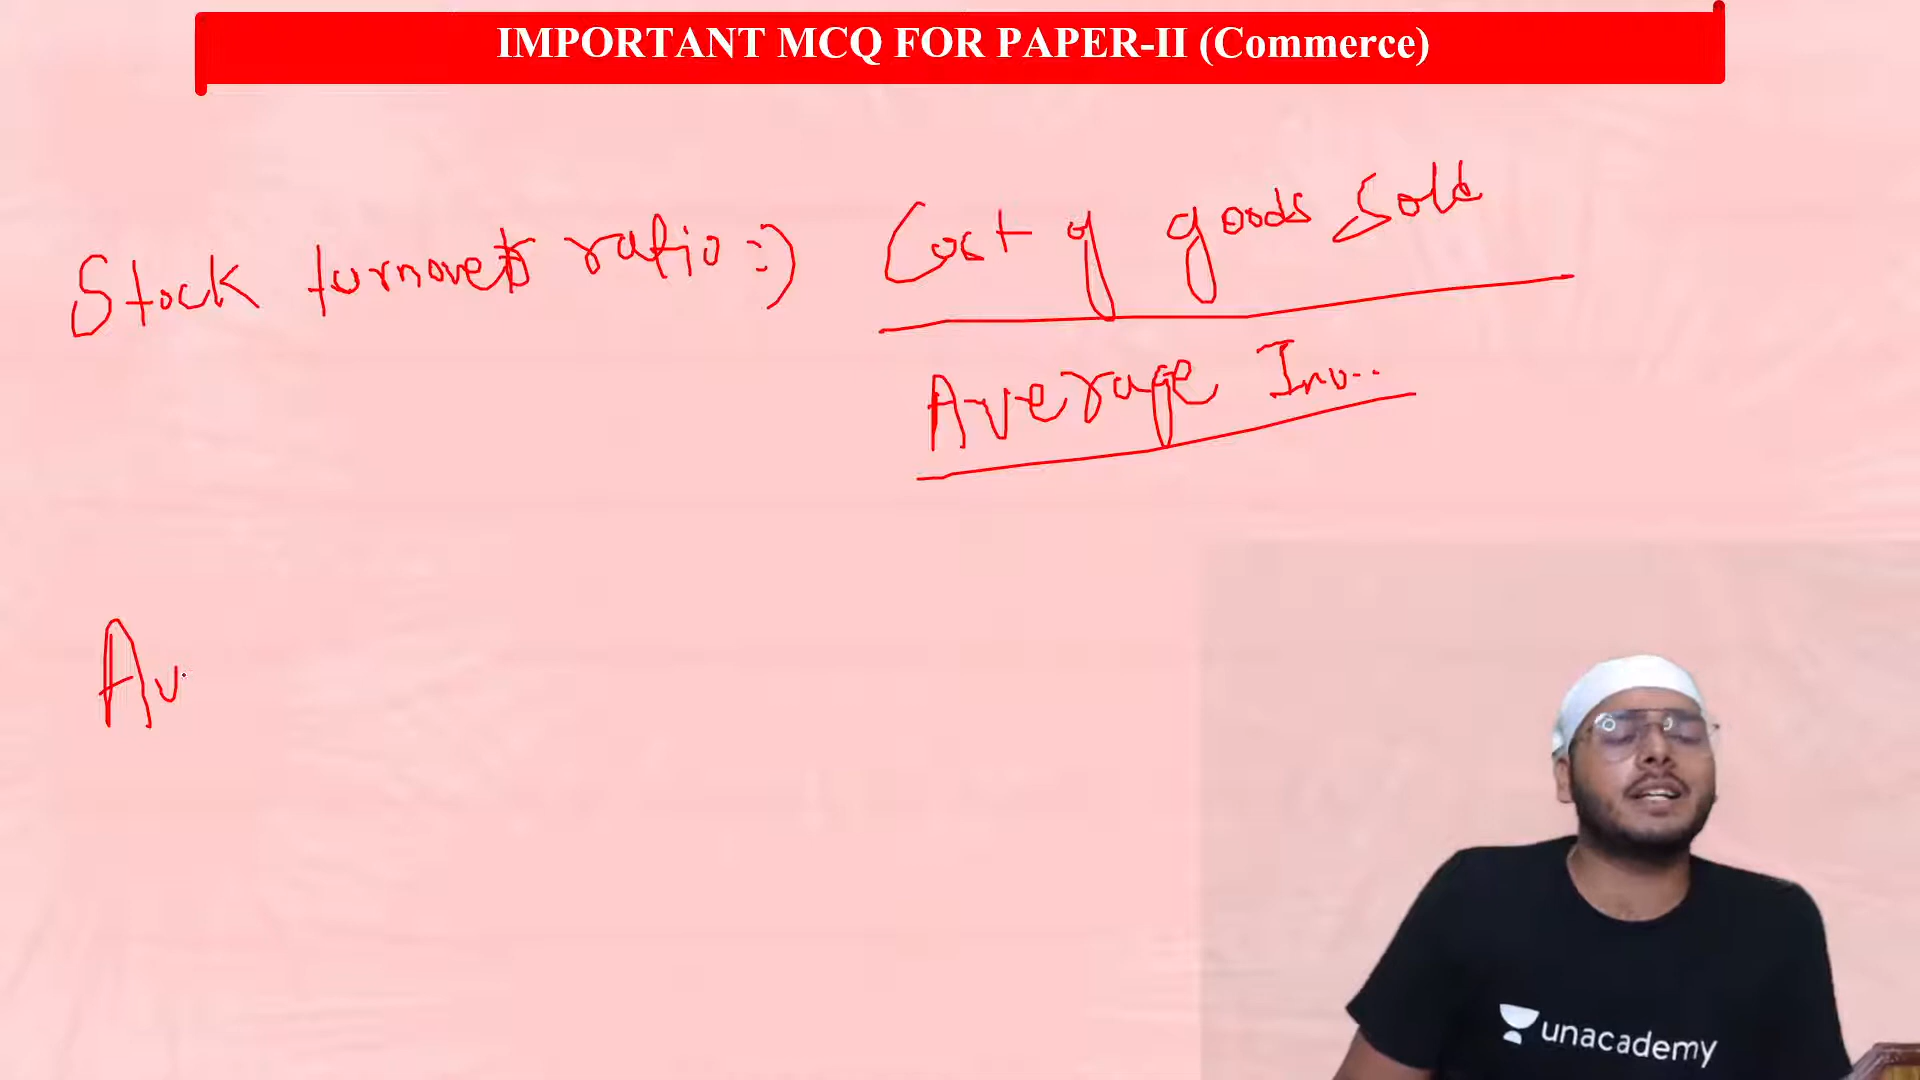 IMPORTANT MCQ FOR PAPER-II (Commerce)
Stock turnover ratio :) Cost of goods sold
Average Inv..
Av
unacademy